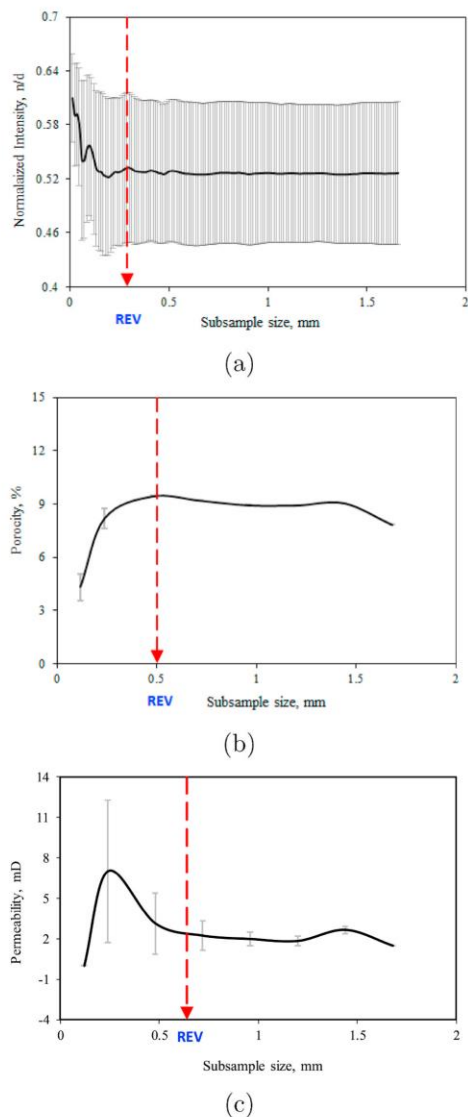 0.7
0.64
0.58
0.52
0.46
0.4
Normalaized Intensity, n/d
0 0.5 1 1.5 2
REV
Subsample size, mm
(a)
15
12
9
6
3
0
Porocity, %
0 0.5 1 1.5 2
REV
Subsample size, mm
(b)
14
11
8
5
2
-1
-4
Permeability, mD
0 0.5 1 1.5 2
REV
Subsample size, mm
(c)